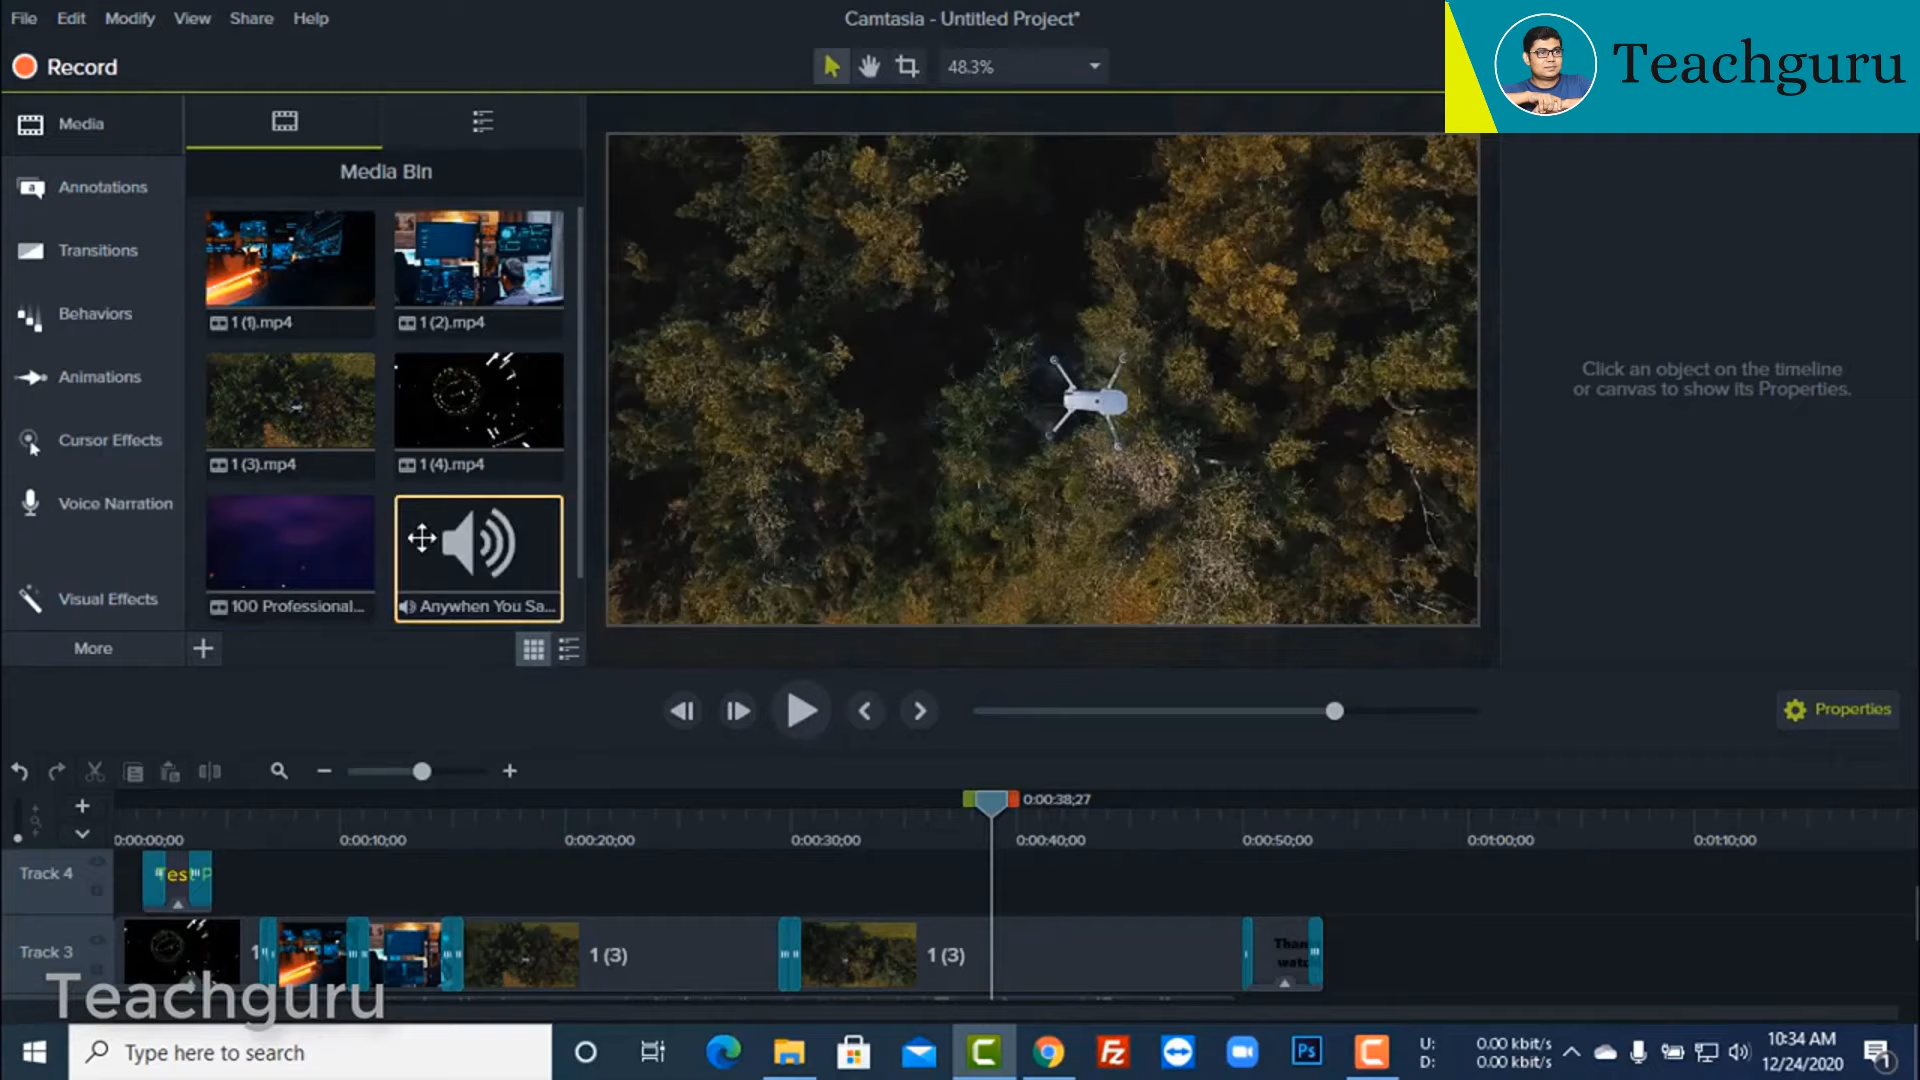 File Edit Modify View Share Help
Camtasia - Untitled Project*
Teachguru
Record
48.3%
Media
Media Bin
Annotations
Transitions
Behaviors
Animations
Cursor Effects
Voice Narration
Visual Effects
More
1 (1).mp4
1 (2).mp4
1 (3).mp4
1 (4).mp4
100 Professional...
Anywhen You Sa...
Click an object on the timeline
or canvas to show its Properties.
Properties
0:00:38;27
0:00:00;00 0:00:10;00 0:00:20;00 0:00:30;00 0:00:40;00 0:00:50;00 0:01:00;00 0:01:10;00
Track 4
Test P
Track 3
1 (3)
1 (3)
Than
watc
Teachguru
Type here to search
U: 0.00 kbit/s
D: 0.00 kbit/s
10:34 AM
12/24/2020
1